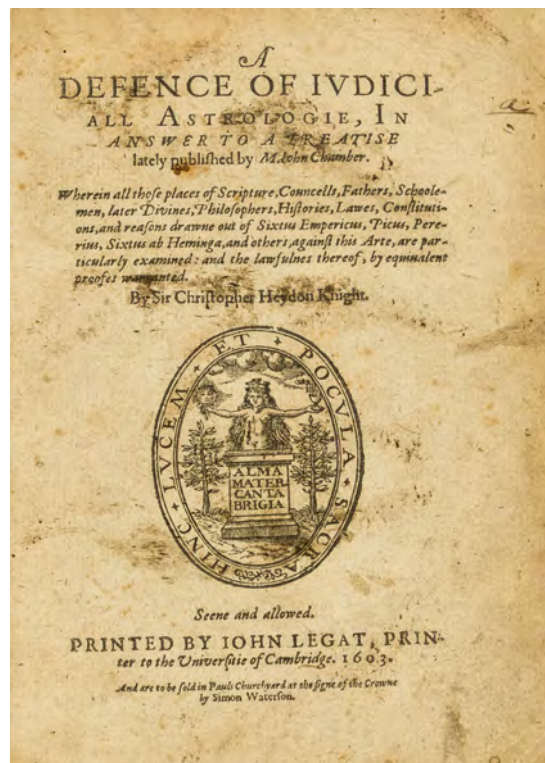 A
DEFENCE OF IVDICI-
ALL ASTROLOGIE, IN
ANSWER TO A TREATISE
lately publiſhed by M. Iohn Chamber.
Wherein all thoſe places of Scripture, Councells, Fathers, Schoole-
men, later Divines, Philoſophers, Hiſtories, Lawes, Conſtituti-
ons, and reaſons drawne out of Sixtus Empericus, Picus, Pere-
rius, Sixtus ab Heminga, and others, againſt this Arte, are par-
ticularly examined: and the lawfulnes thereof, by equivalent
proofes warranted.
By Sir Chriſtopher Heydon Knight.
HINC LVCEM ET POCVLA SACRA
ALMA
MATER
CANTA
BRIGIA
Seene and allowed.
PRINTED BY IOHN LEGAT, PRIN-
ter to the Univerſitie of Cambridge. 1603.
And are to be ſold in Pauls Churchyard at the ſigne of the Crowne
by Simon Waterſon.